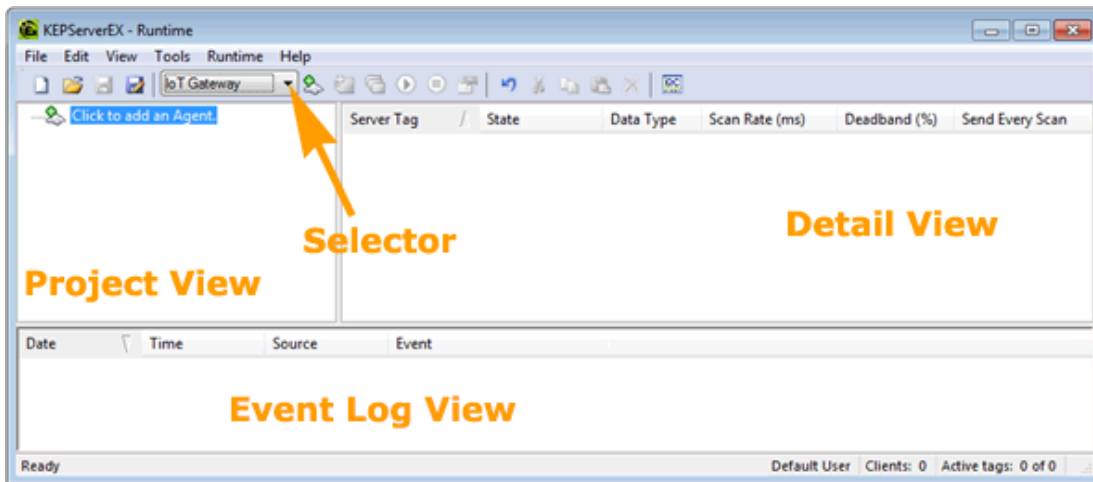 KEPServerEX - Runtime
File Edit View Tools Runtime Help
IoT Gateway
Click to add an Agent.
Server Tag / State Data Type Scan Rate (ms) Deadband (%) Send Every Scan
Selector
Detail View
Project View
Date Time Source Event
Event Log View
Ready Default User Clients: 0 Active tags: 0 of 0